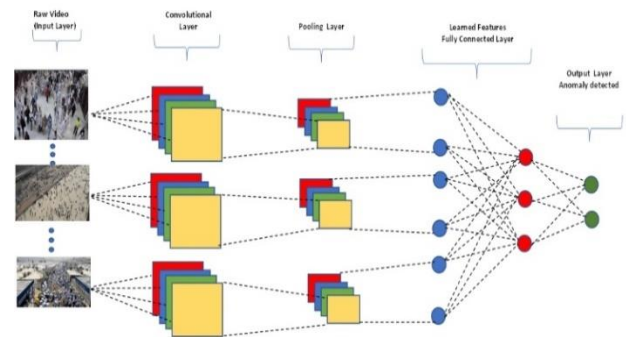 Raw Video
(Input Layer)
Convolutional
Layer
Pooling Layer
Learned Features
Fully Connected Layer
Output Layer
Anomaly detected